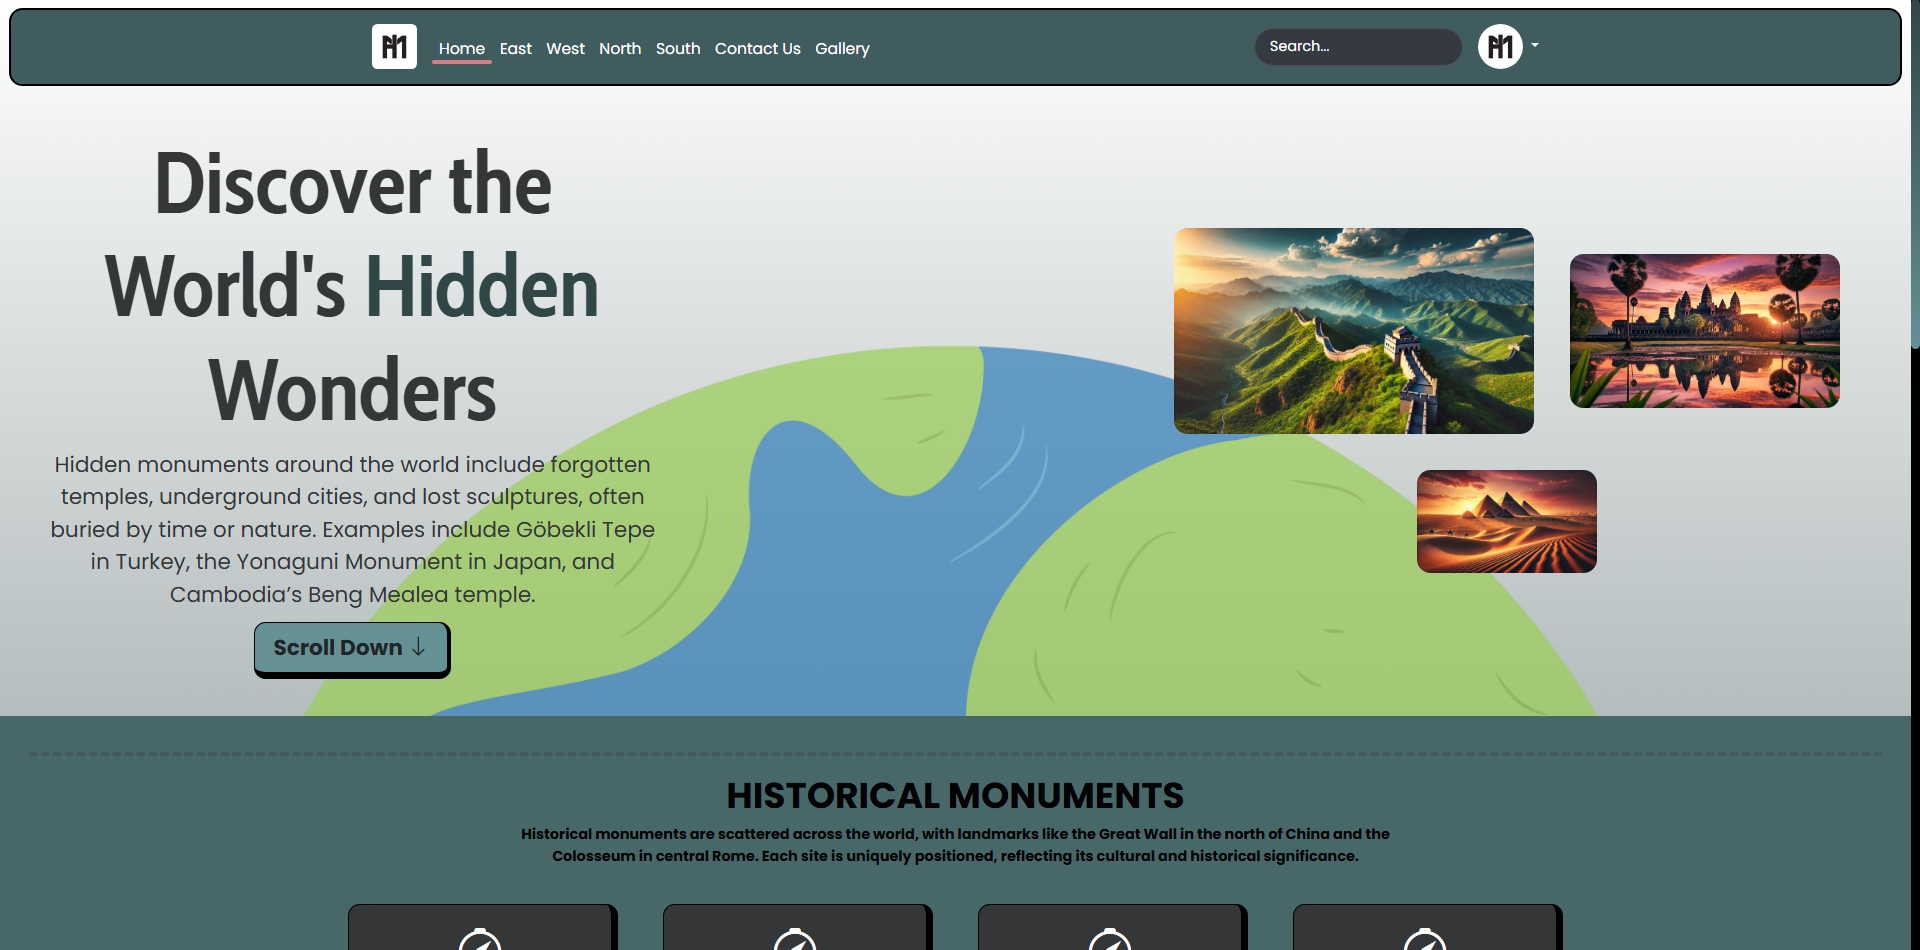 Home East West North South Contact Us Gallery Search...
Discover the
World's Hidden
Wonders
Hidden monuments around the world include forgotten
temples, underground cities, and lost sculptures, often
buried by time or nature. Examples include Göbekli Tepe
in Turkey, the Yonaguni Monument in Japan, and
Cambodia’s Beng Mealea temple.
Scroll Down ↓
HISTORICAL MONUMENTS
Historical monuments are scattered across the world, with landmarks like the Great Wall in the north of China and the
Colosseum in central Rome. Each site is uniquely positioned, reflecting its cultural and historical significance.